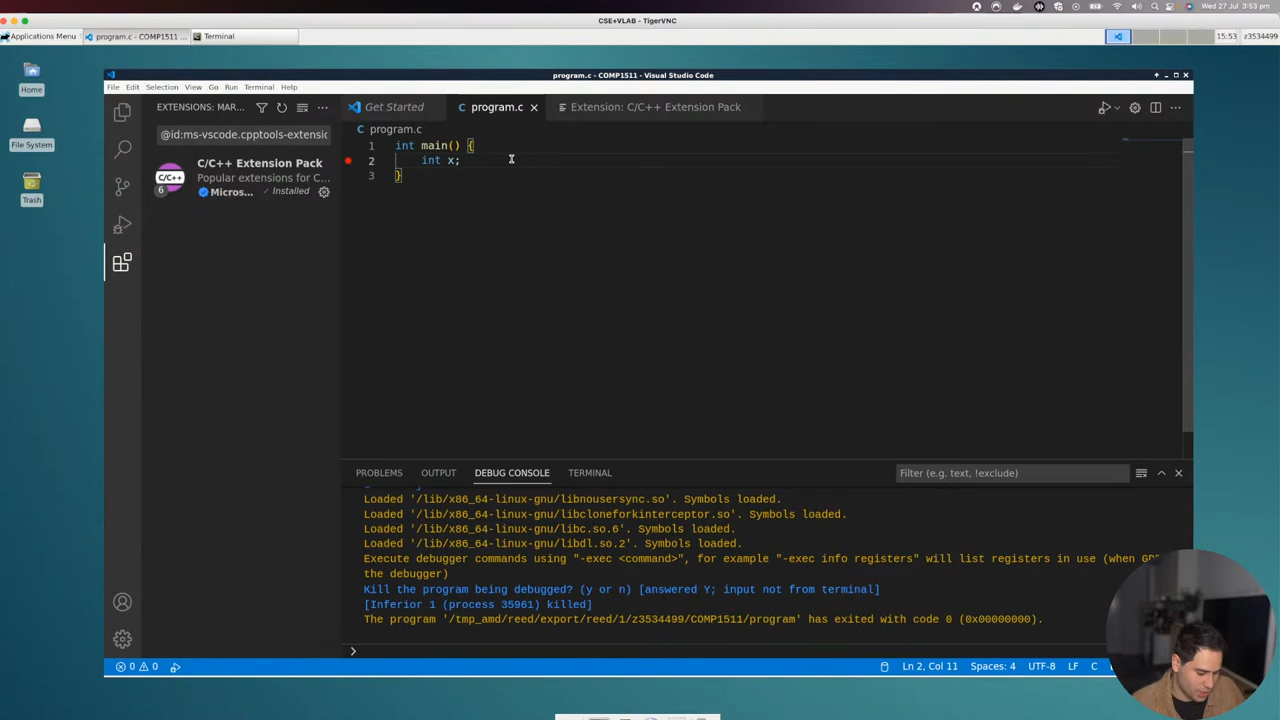 Wed 27 Jul 3:53 pm
CSE+VLAB - TigerVNC
Applications Menu
program.c - COMP1511 ...
Terminal
15:53
z3534499
Home
File System
Trash
program.c - COMP1511 - Visual Studio Code
File Edit Selection View Go Run Terminal Help
EXTENSIONS: MAR...
Get Started
program.c
Extension: C/C++ Extension Pack
@id:ms-vscode.cpptools-extensic
C program.c
C/C++ Extension Pack
Popular extensions for C...
Micros...
Installed
C/C++
6
1 int main() {
2 int x;
3 }
PROBLEMS OUTPUT DEBUG CONSOLE TERMINAL
Filter (e.g. text, !exclude)
Loaded '/lib/x86_64-linux-gnu/libnousersync.so'. Symbols loaded.
Loaded '/lib/x86_64-linux-gnu/libcloneforkinterceptor.so'. Symbols loaded.
Loaded '/lib/x86_64-linux-gnu/libc.so.6'. Symbols loaded.
Loaded '/lib/x86_64-linux-gnu/libdl.so.2'. Symbols loaded.
Execute debugger commands using "-exec <command>", for example "-exec info registers" will list registers in use (when GD
the debugger)
Kill the program being debugged? (y or n) [answered Y; input not from terminal]
[Inferior 1 (process 35961) killed]
The program '/tmp_amd/reed/export/reed/1/z3534499/COMP1511/program' has exited with code 0 (0x00000000).
0 0
Ln 2, Col 11 Spaces: 4 UTF-8 LF C